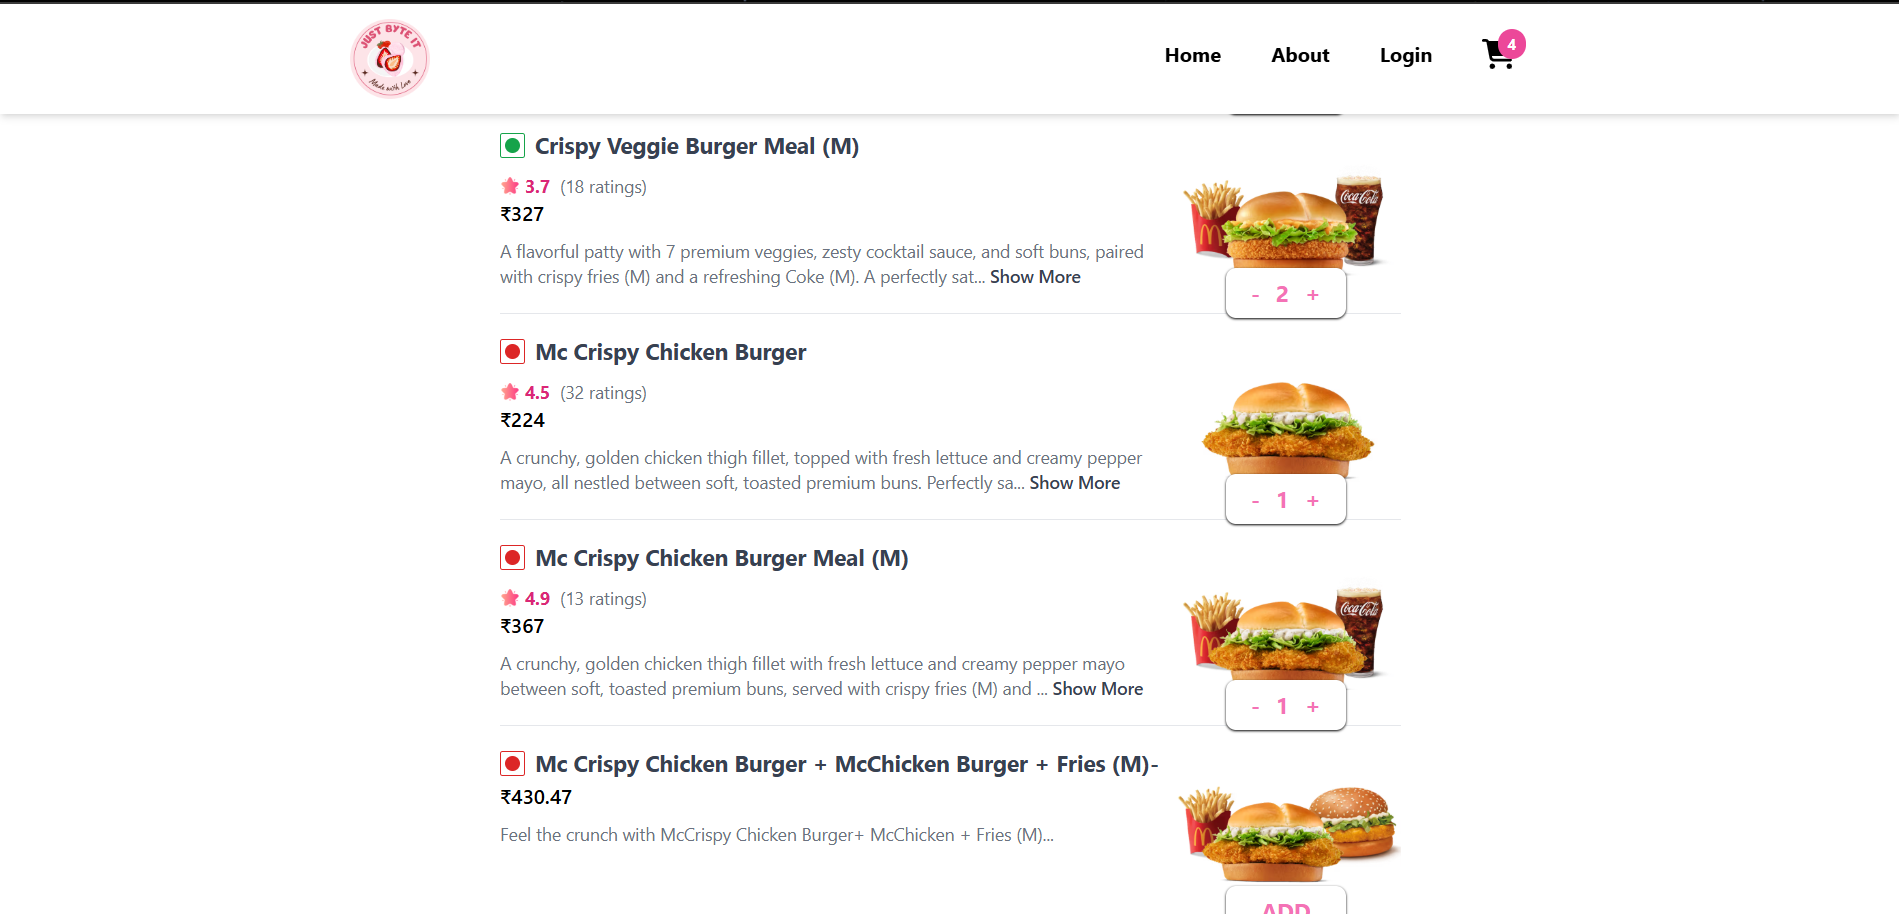 JUST BYTE IT
Made with Love
Home
About
Login
4
Crispy Veggie Burger Meal (M)
3.7 (18 ratings)
₹327
A flavorful patty with 7 premium veggies, zesty cocktail sauce, and soft buns, paired
with crispy fries (M) and a refreshing Coke (M). A perfectly sat... Show More
Coca-Cola
- 2 +
Mc Crispy Chicken Burger
4.5 (32 ratings)
₹224
A crunchy, golden chicken thigh fillet, topped with fresh lettuce and creamy pepper
mayo, all nestled between soft, toasted premium buns. Perfectly sa... Show More
- 1 +
Mc Crispy Chicken Burger Meal (M)
4.9 (13 ratings)
₹367
A crunchy, golden chicken thigh fillet with fresh lettuce and creamy pepper mayo
between soft, toasted premium buns, served with crispy fries (M) and ... Show More
Coca-Cola
- 1 +
Mc Crispy Chicken Burger + McChicken Burger + Fries (M)-
₹430.47
Feel the crunch with McCrispy Chicken Burger+ McChicken + Fries (M)...
ADD